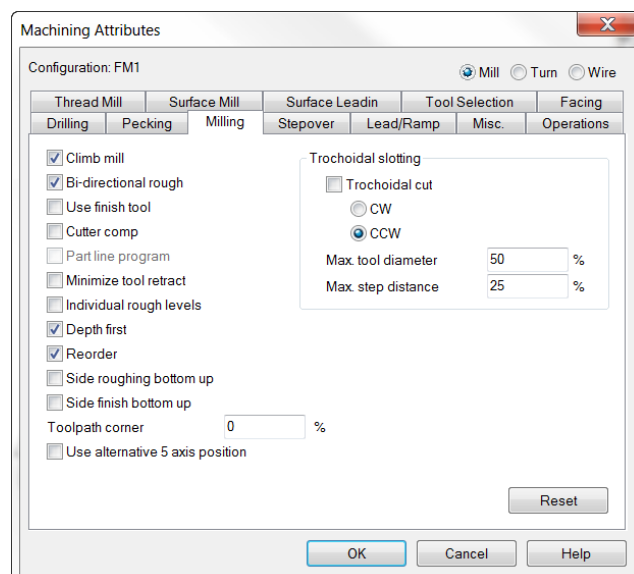 Machining Attributes
Configuration: FM1
Mill Turn Wire
Thread Mill Surface Mill Surface Leadin Tool Selection Facing
Drilling Pecking Milling Stepover Lead/Ramp Misc. Operations
Climb mill
Bi-directional rough
Use finish tool
Cutter comp
Part line program
Minimize tool retract
Individual rough levels
Depth first
Reorder
Side roughing bottom up
Side finish bottom up
Toolpath corner 0 %
Use alternative 5 axis position
Trochoidal slotting
Trochoidal cut
CW
CCW
Max. tool diameter 50 %
Max. step distance 25 %
Reset
OK Cancel Help